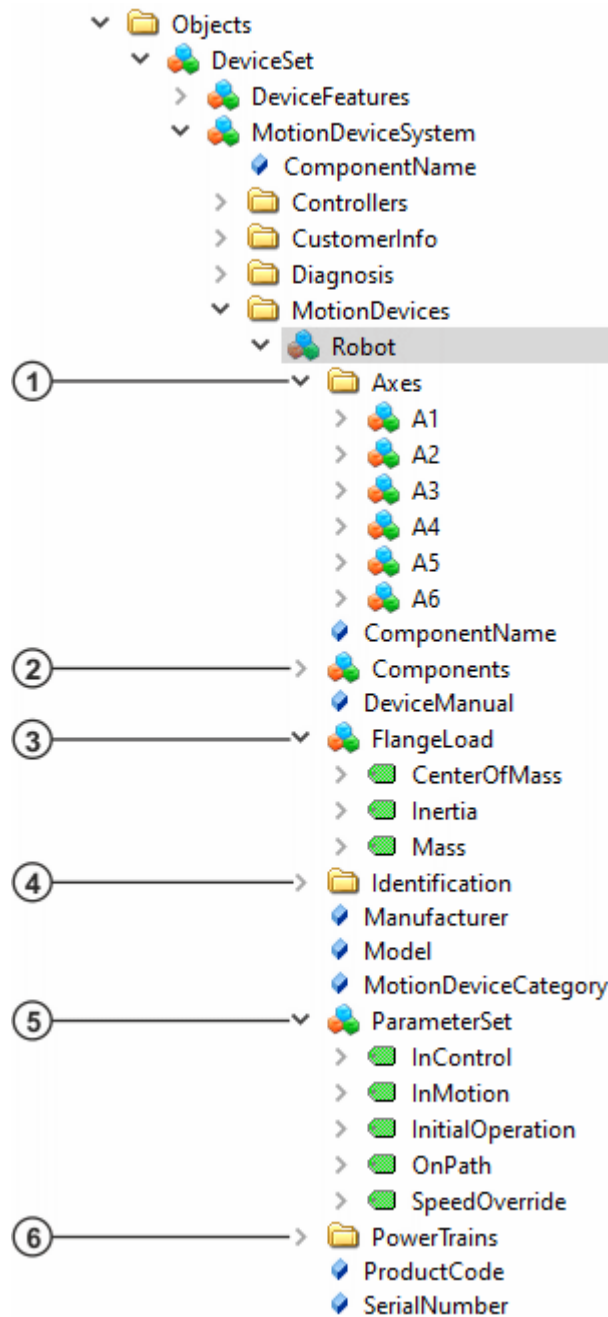 Objects
DeviceSet
DeviceFeatures
MotionDeviceSystem
ComponentName
Controllers
CustomerInfo
Diagnosis
MotionDevices
Robot
1 Axes
A1
A2
A3
A4
A5
A6
ComponentName
2 Components
DeviceManual
3 FlangeLoad
CenterOfMass
Inertia
Mass
4 Identification
Manufacturer
Model
MotionDeviceCategory
5 ParameterSet
InControl
InMotion
InitialOperation
OnPath
SpeedOverride
6 PowerTrains
ProductCode
SerialNumber